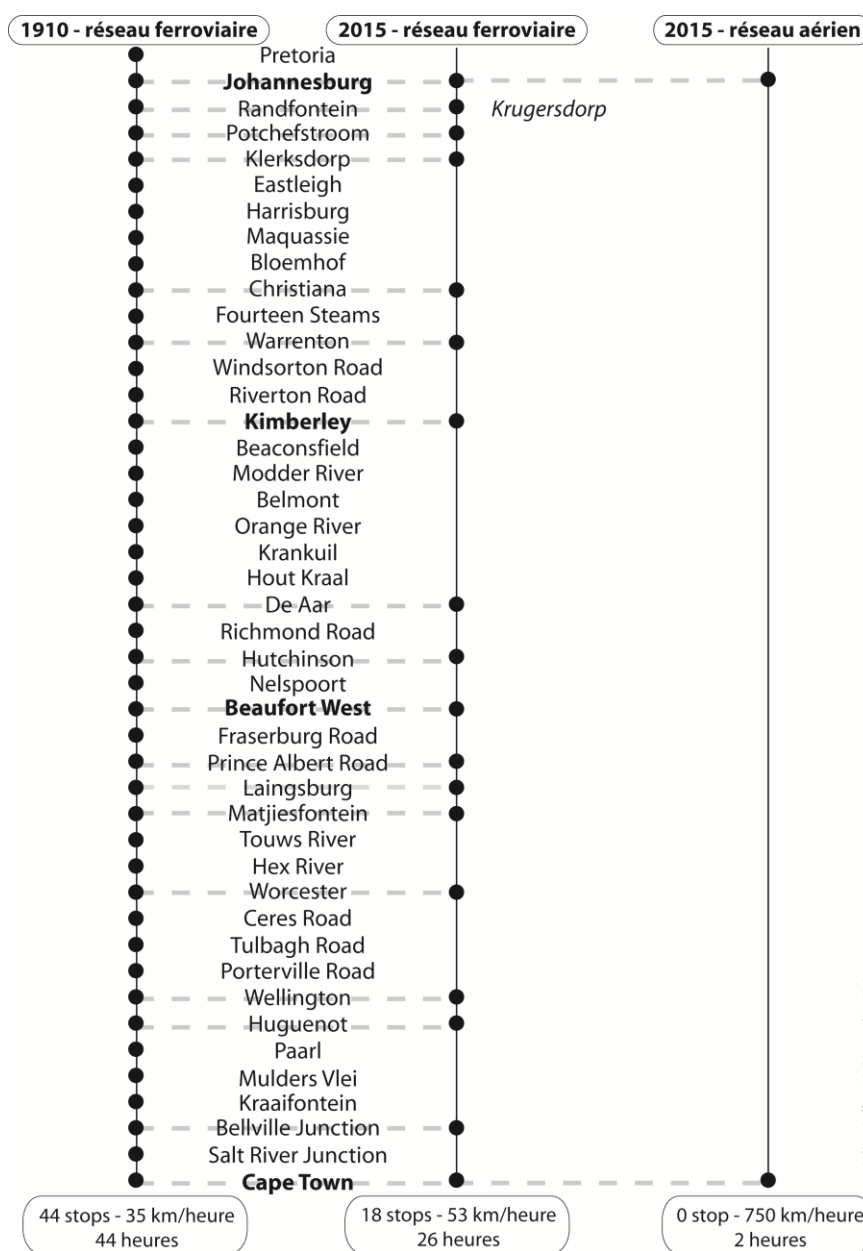 1910 - réseau ferroviaire 2015 - réseau ferroviaire 2015 - réseau aérien
Pretoria
Johannesburg
Randfontein Krugersdorp
Potchefstroom
Klerksdorp
Eastleigh
Harrisburg
Maquassie
Bloemhof
Christiana
Fourteen Steams
Warrenton
Windsorton Road
Riverton Road
Kimberley
Beaconsfield
Modder River
Belmont
Orange River
Krankuil
Hout Kraal
De Aar
Richmond Road
Hutchinson
Nelspoort
Beaufort West
Fraserburg Road
Prince Albert Road
Laingsburg
Matjiesfontein
Touws River
Hex River
Worcester
Ceres Road
Tulbagh Road
Porterville Road
Wellington
Huguenot
Paarl
Mulders Vlei
Kraaifontein
Bellville Junction
Salt River Junction
Cape Town
44 stops - 35 km/heure 18 stops - 53 km/heure 0 stop - 750 km/heure
44 heures 26 heures 2 heures